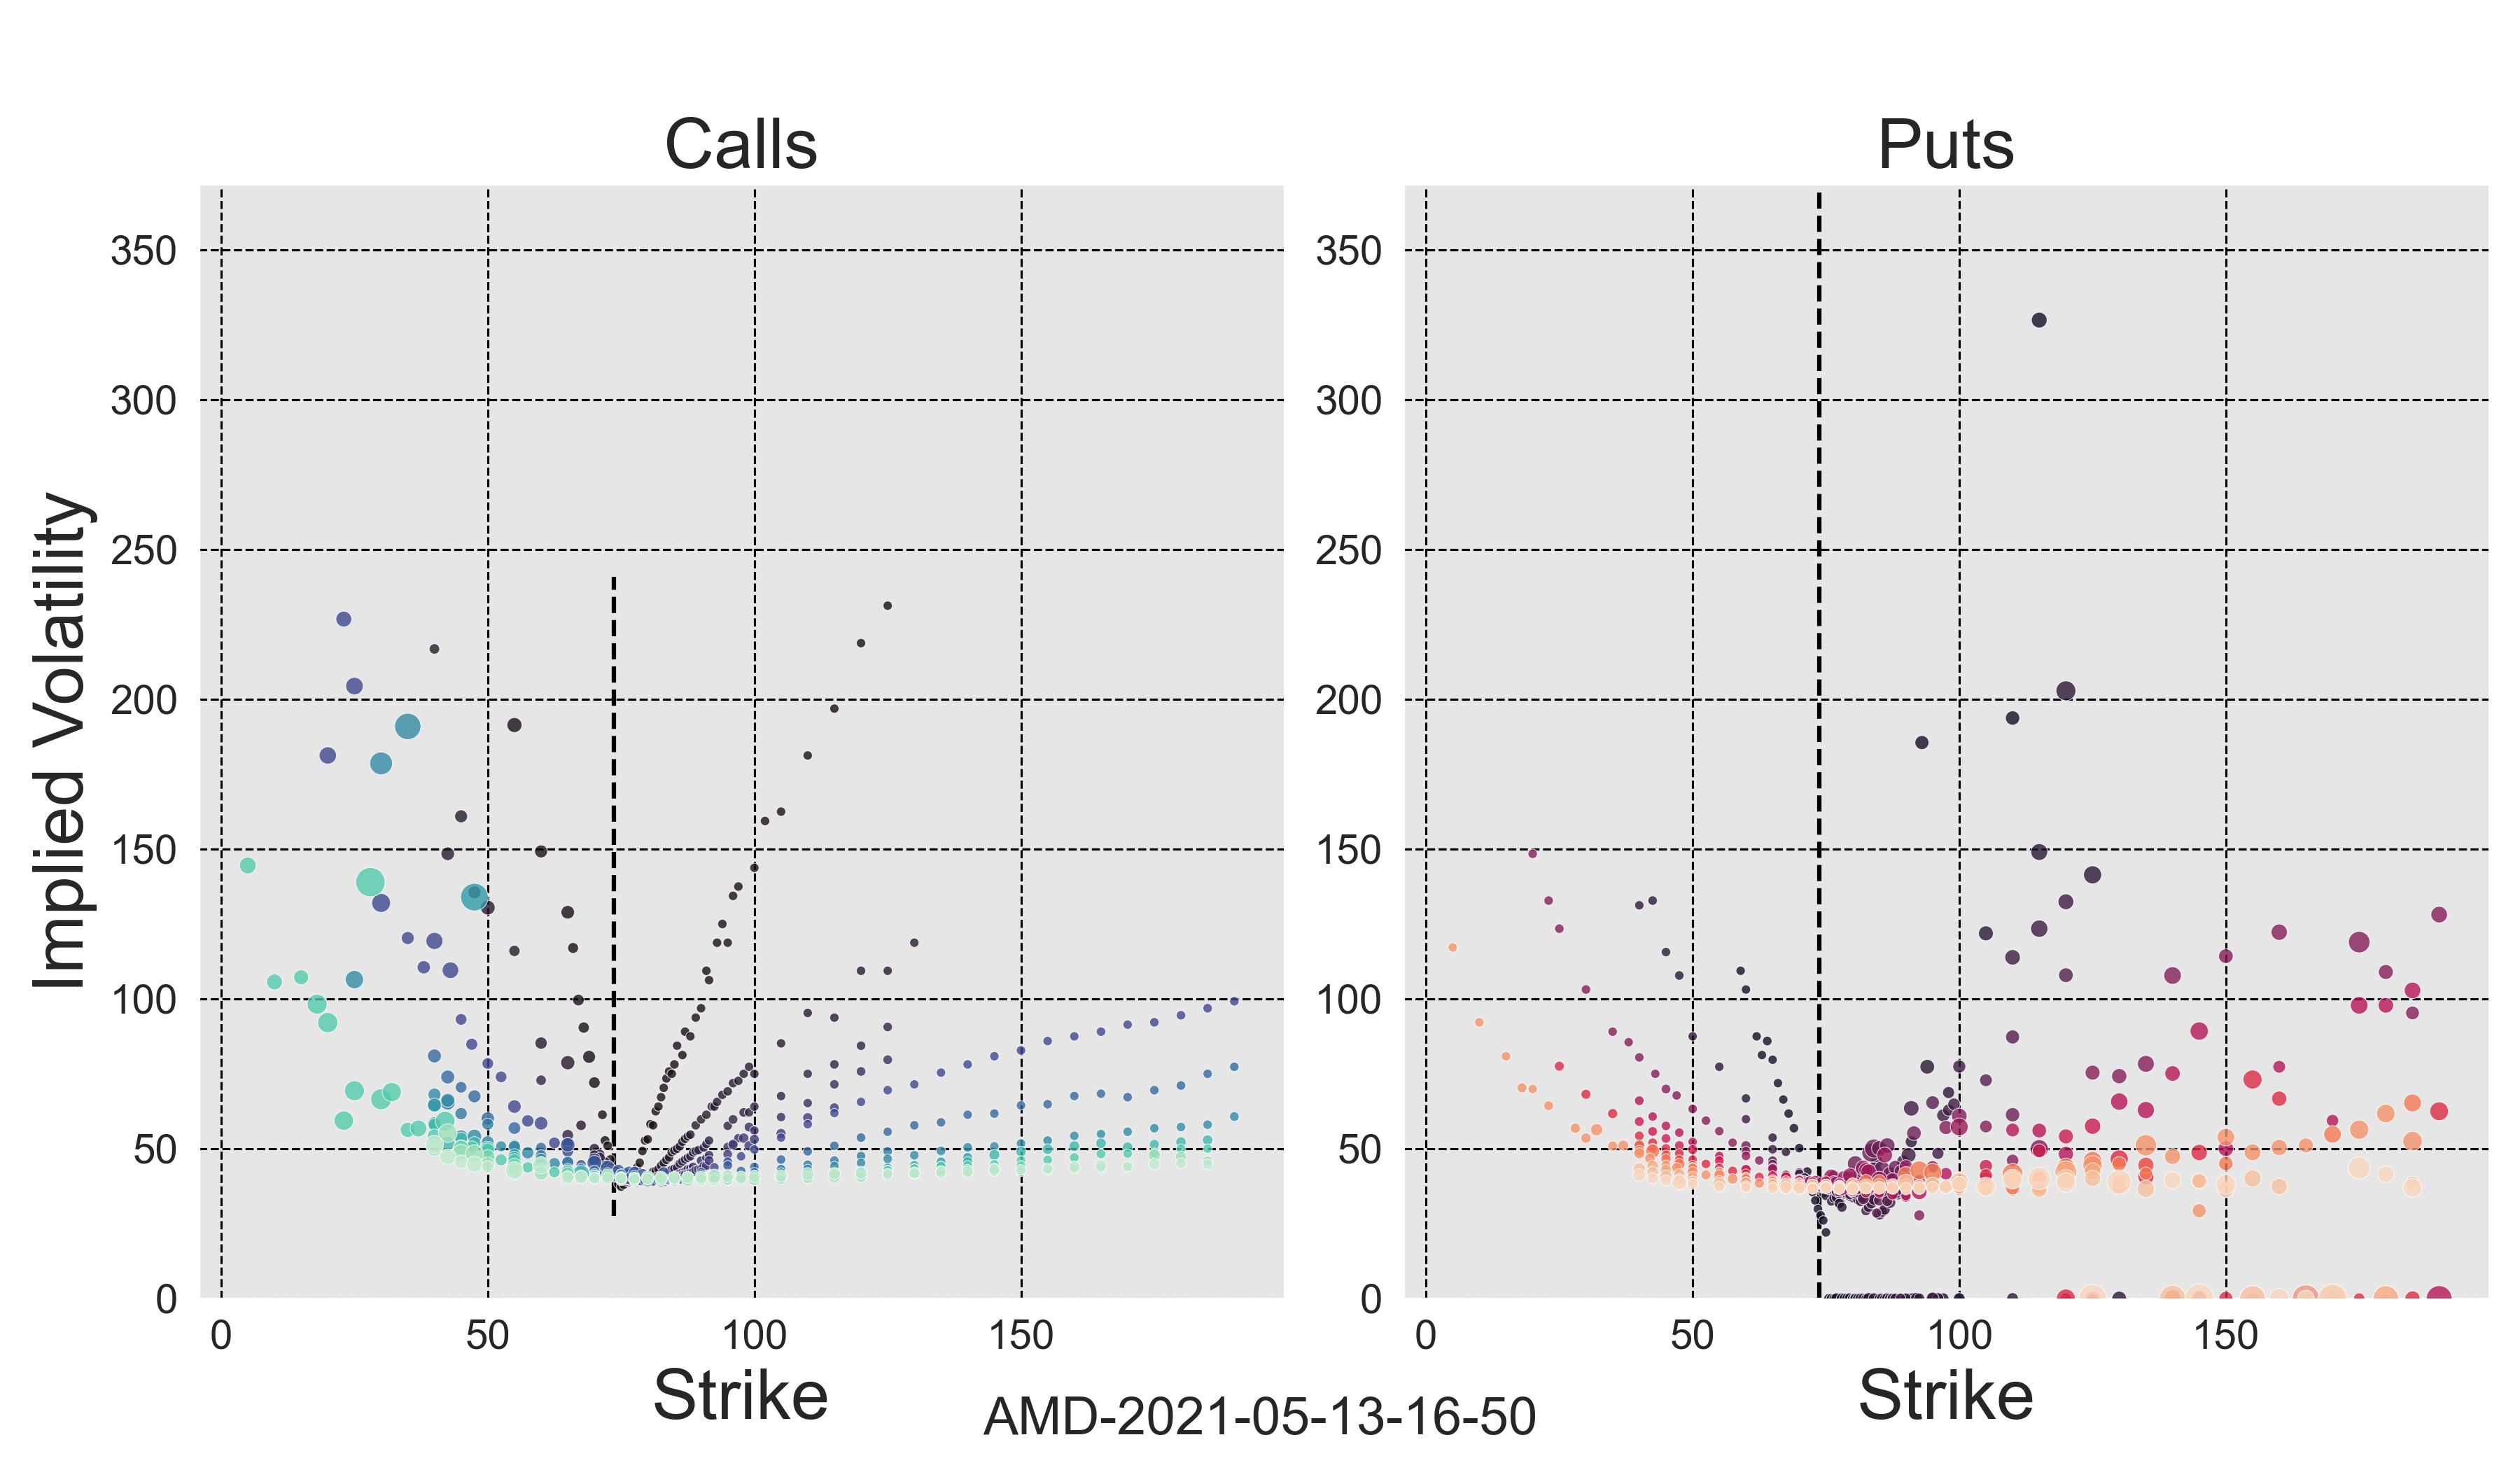 Calls Puts
350 350
300 300
250 250
200 200
150 150
100 100
50 50
0 0
Implied Volatility
0 50 100 150 0 50 100 150
Strike Strike
AMD-2021-05-13-16-50